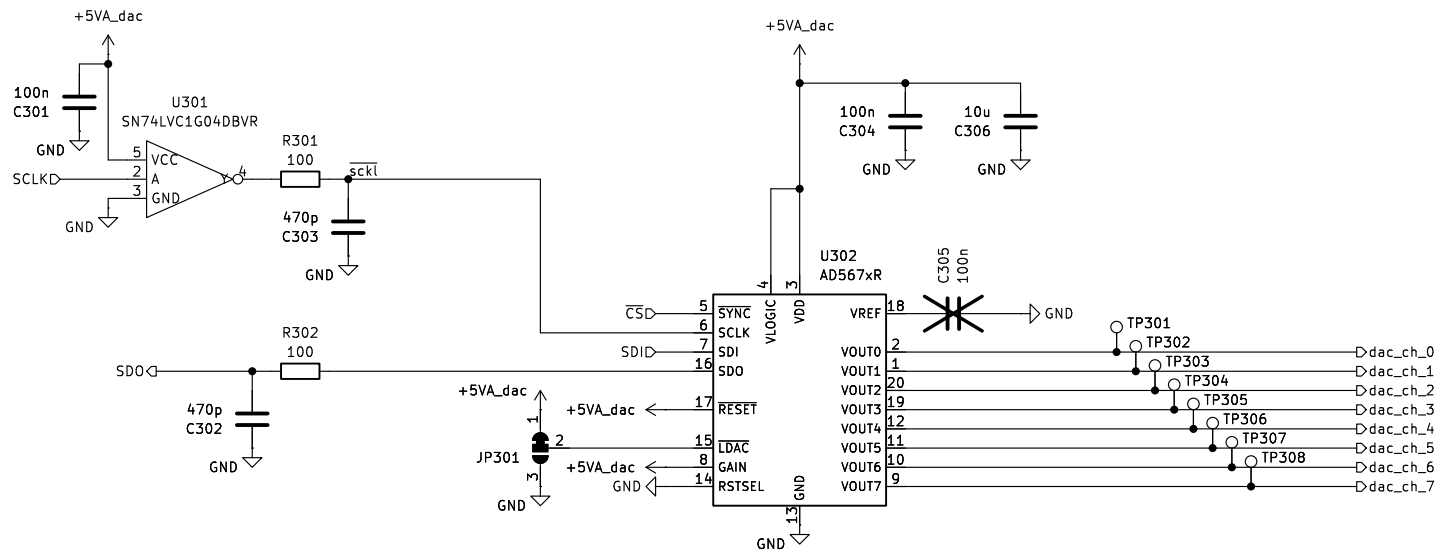 +5VA_dac
100n
C301
GND
U301
SN74LVC1G04DBVR
5
VCC
SCLK
2
A
Y
4
3
GND
GND
R301
100
sckl
470p
C303
GND
+5VA_dac
100n
C304
GND
10u
C306
GND
U302
AD567xR
4
VLOGIC
3
VDD
C305
100n
CS
5
SYNC
6
SCLK
SDI
7
SDI
16
SDO
+5VA_dac
17
RESET
15
LDAC
+5VA_dac
8
GAIN
GND
14
RSTSEL
13
GND
GND
VREF
18
GND
VOUT0
2
TP301
dac_ch_0
VOUT1
1
TP302
dac_ch_1
VOUT2
20
TP303
dac_ch_2
VOUT3
19
TP304
dac_ch_3
VOUT4
12
TP305
dac_ch_4
VOUT5
11
TP306
dac_ch_5
VOUT6
10
TP307
dac_ch_6
VOUT7
9
TP308
dac_ch_7
SDO
R302
100
470p
C302
GND
+5VA_dac
1
2
JP301
3
GND